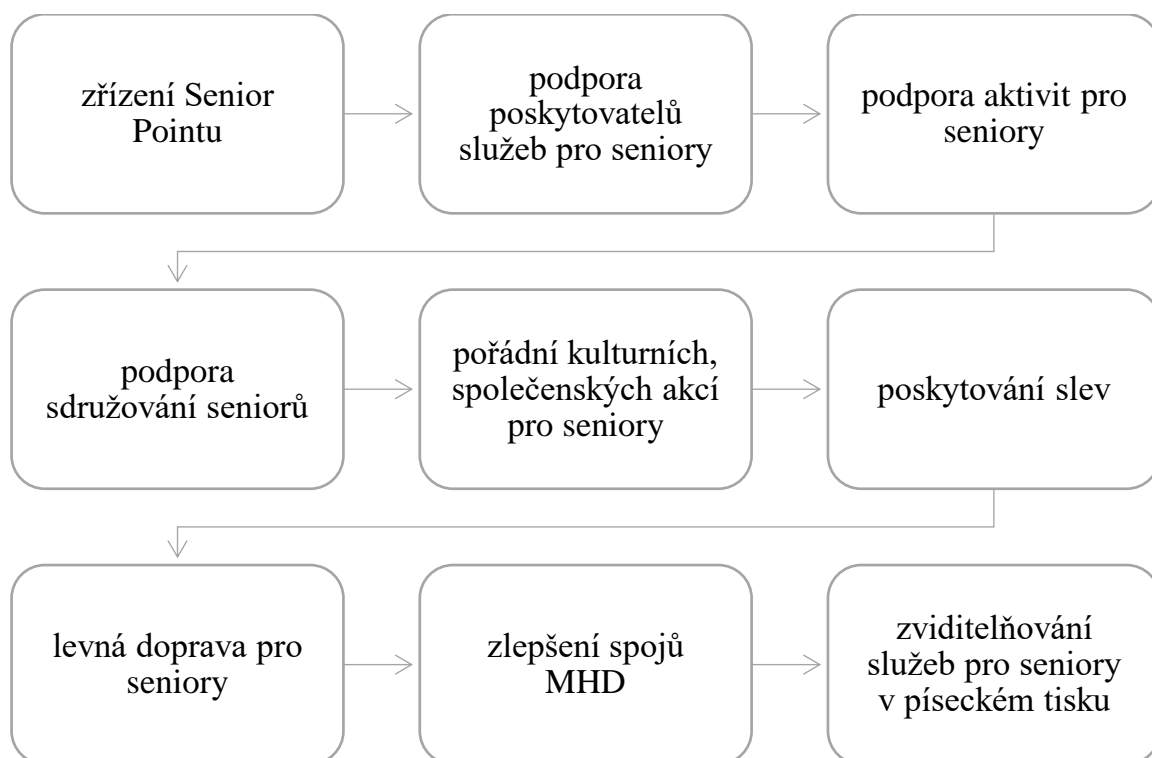 zřízení Senior
Pointu
podpora
poskytovatelů
služeb pro seniory
podpora aktivit pro
seniory
podpora
sdružování seniorů
pořádní kulturních,
společenských akcí
pro seniory
poskytování slev
levná doprava pro
seniory
zlepšení spojů
MHD
zviditelňování
služeb pro seniory
v píseckém tisku